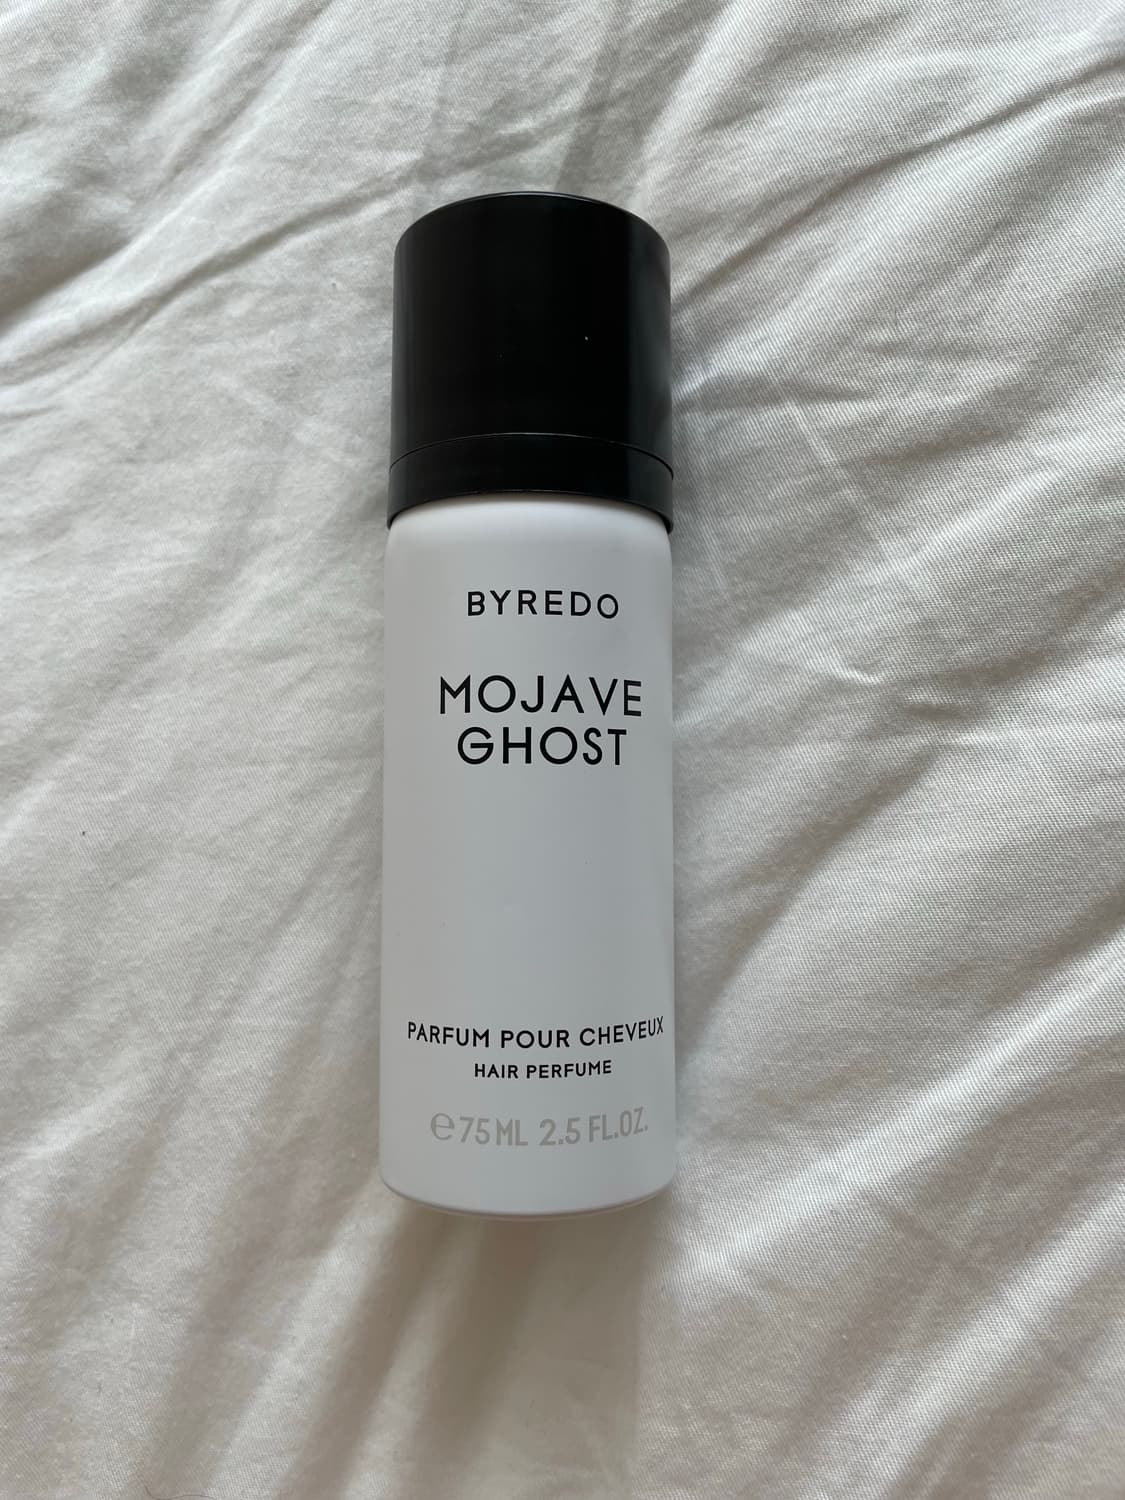 BYREDO
MOJAVE
GHOST
PARFUM POUR CHEVEUX
HAIR PERFUME
℮75ML 2.5 FL.OZ.